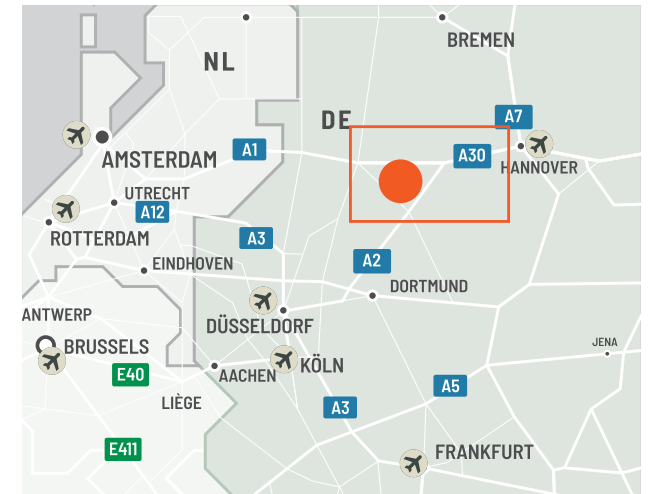 BREMEN
NL
A7
DE
A1
A30
AMSTERDAM
HANNOVER
UTRECHT
A12
ROTTERDAM
A3
EINDHOVEN
A2
DORTMUND
ANTWERP
DÜSSELDORF
BRUSSELS
JENA
KÖLN
AACHEN
E40
A5
LIÈGE
A3
E411
FRANKFURT